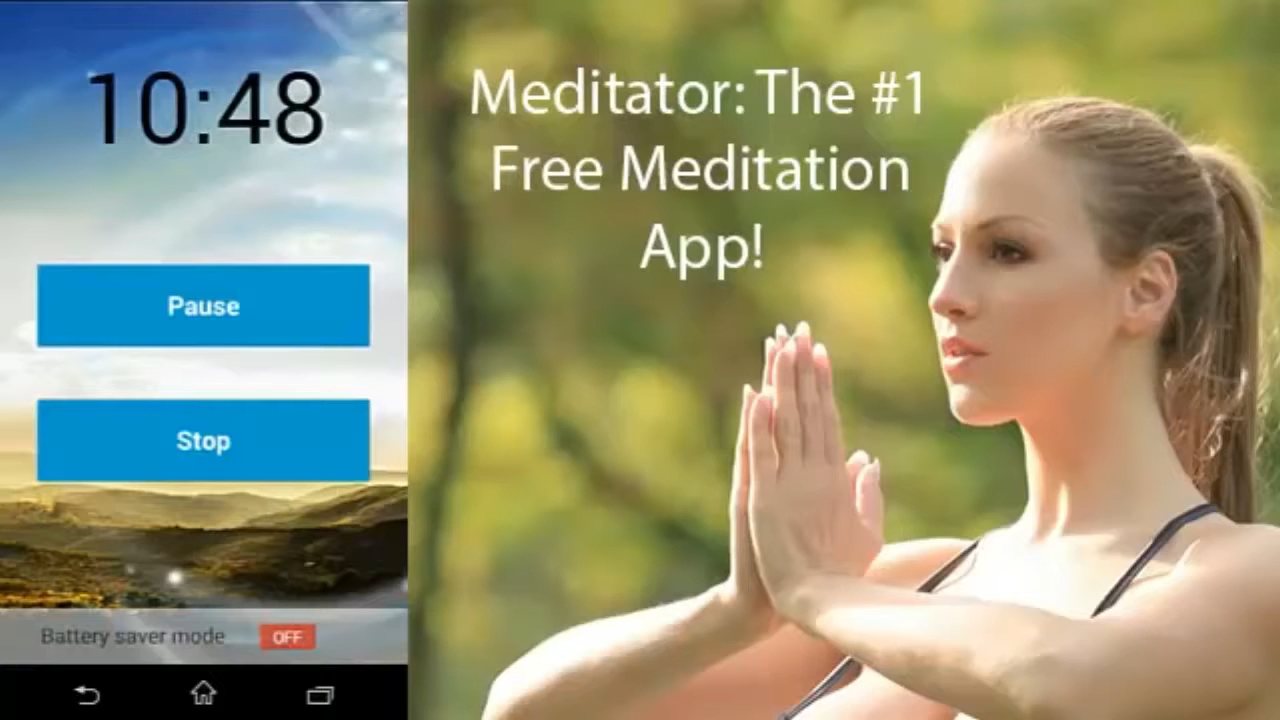 10:48
Pause
Stop
Battery saver mode OFF
Meditator: The #1
Free Meditation
App!